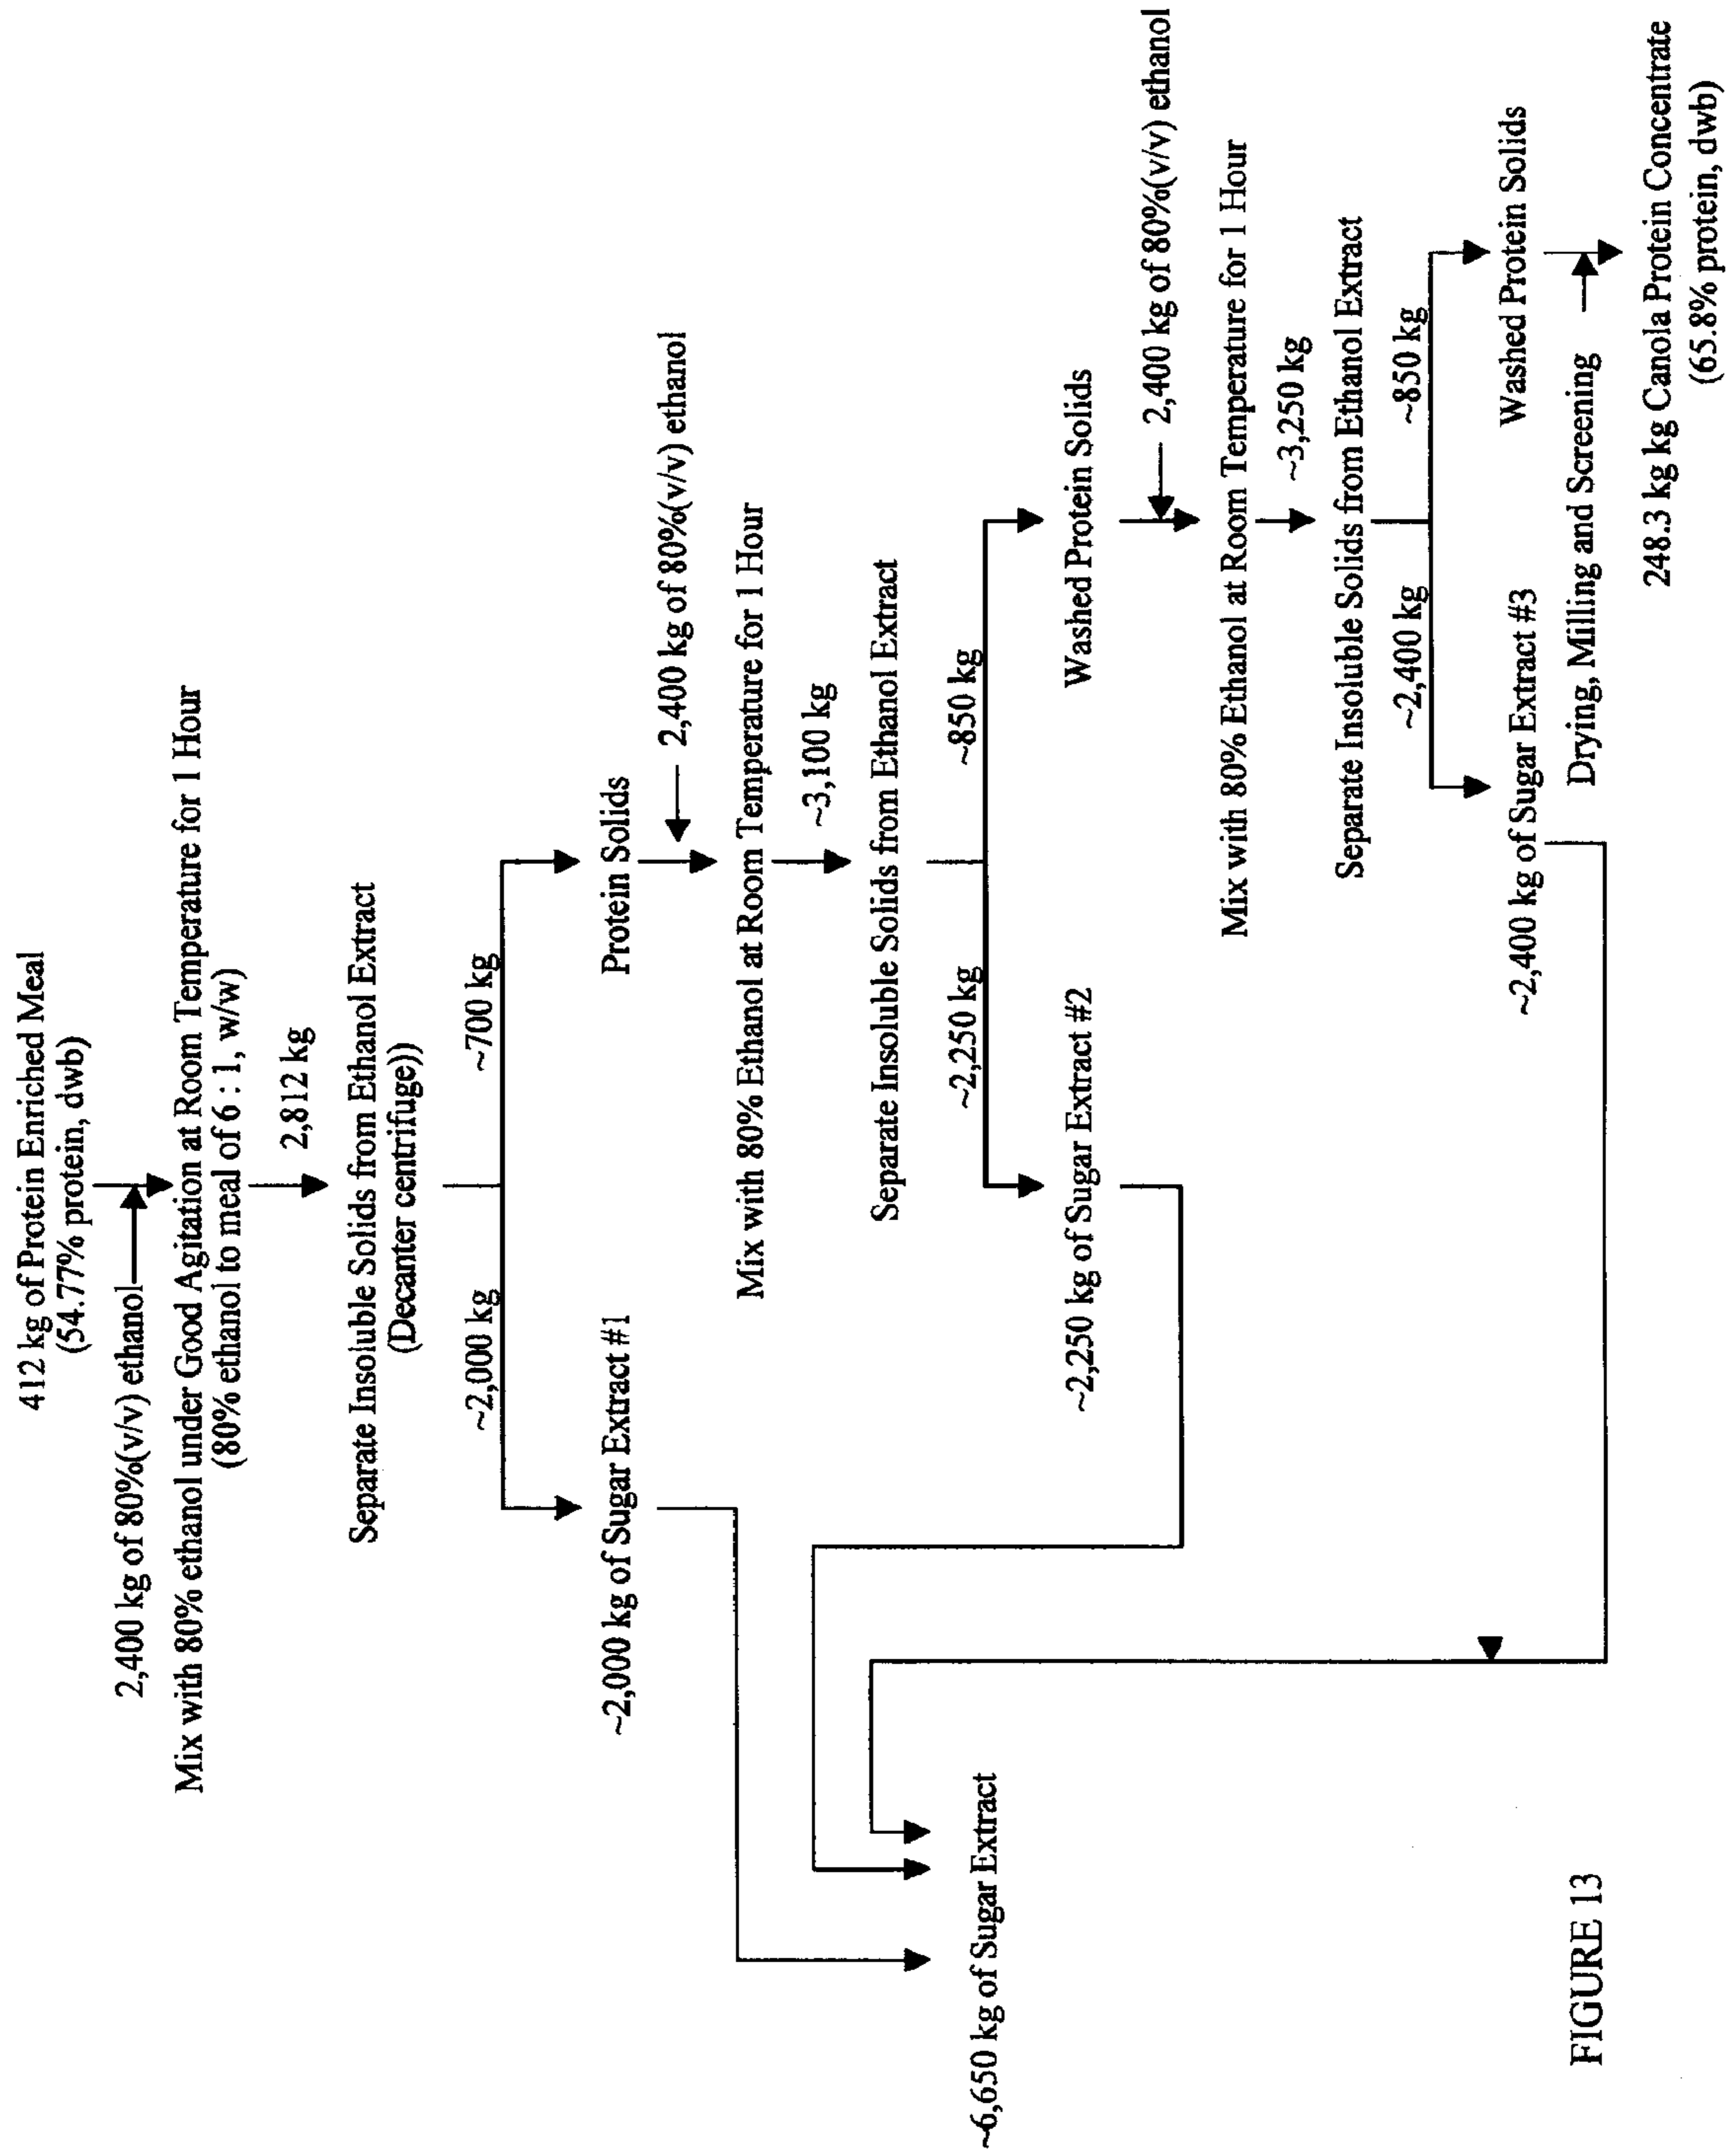 412 kg of Protein Enriched Meal
(54.77% protein, dwb)
2,400 kg of 80%(v/v) ethanol
Mix with 80% ethanol under Good Agitation at Room Temperature for 1 Hour
(80% ethanol to meal of 6 : 1, w/w)
2,812 kg
Separate Insoluble Solids from Ethanol Extract
(Decanter centrifuge))
~2,000 kg
~700 kg
~2,000 kg of Sugar Extract #1
Protein Solids
2,400 kg of 80%(v/v) ethanol
Mix with 80% Ethanol at Room Temperature for 1 Hour
~3,100 kg
Separate Insoluble Solids from Ethanol Extract
~2,250 kg
~850 kg
~6,650 kg of Sugar Extract
~2,250 kg of Sugar Extract #2
Washed Protein Solids
2,400 kg of 80%(v/v) ethanol
Mix with 80% Ethanol at Room Temperature for 1 Hour
~3,250 kg
Separate Insoluble Solids from Ethanol Extract
~2,400 kg
~850 kg
~2,400 kg of Sugar Extract #3
Washed Protein Solids
Drying, Milling and Screening
248.3 kg kg Canola Protein Concentrate
(65.8% protein, dwb)
FIGURE 13